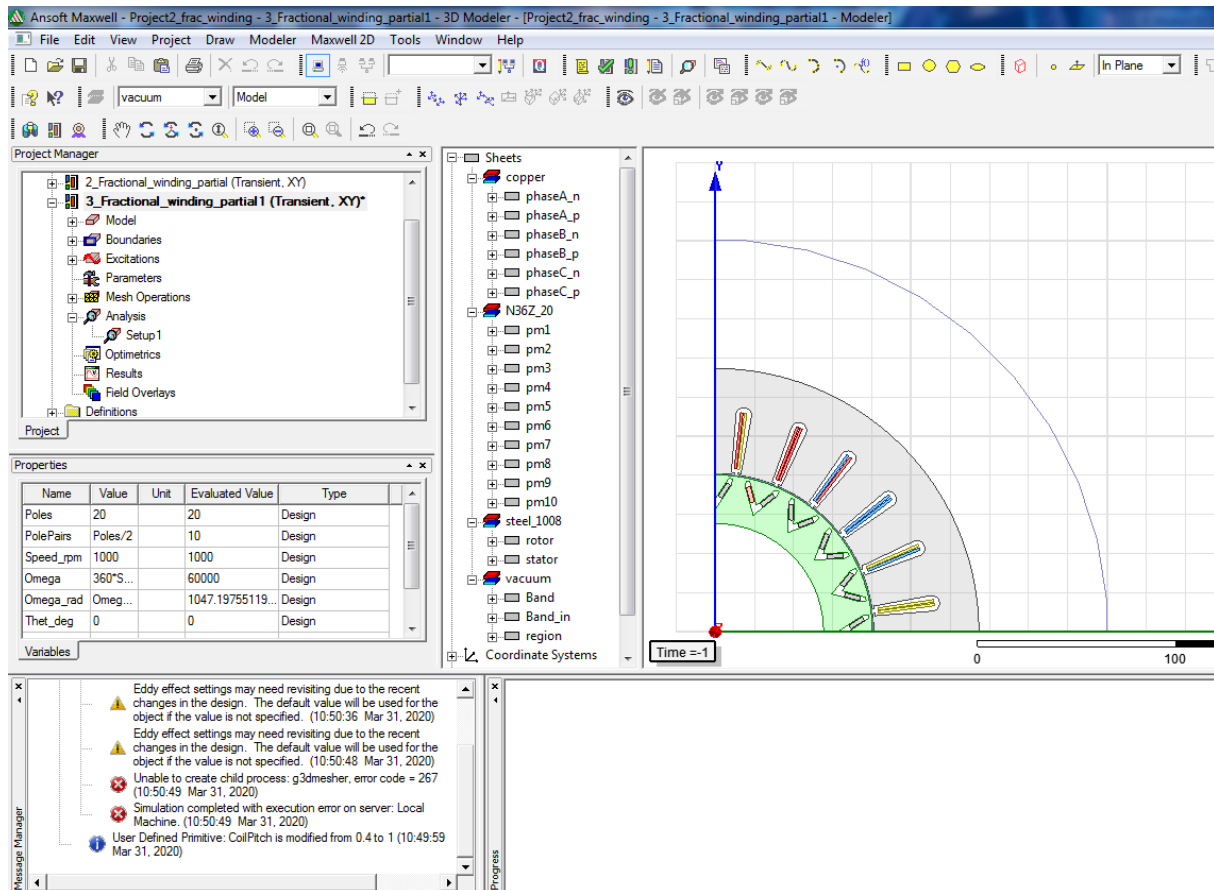 Ansoft Maxwell - Project2_frac_winding - 3_Fractional_winding_partial1 - 3D Modeler - [Project2_frac_winding - 3_Fractional_winding_partial1 - Modeler]
File Edit View Project Draw Modeler Maxwell 2D Tools Window Help
In Plane
vacuum Model
Project Manager
2_Fractional_winding_partial (Transient, XY)
3_Fractional_winding_partial1 (Transient, XY)*
Model
Boundaries
Excitations
Parameters
Mesh Operations
Analysis
Setup1
Optimetrics
Results
Field Overlays
Definitions
Project
Properties
Name Value Unit Evaluated Value Type
Poles 20 20 Design
PolePairs Poles/2 10 Design
Speed_rpm 1000 1000 Design
Omega 360*S... 60000 Design
Omega_rad Omeg... 1047.19755119... Design
Thet_deg 0 0 Design
Variables
Sheets
copper
phaseA_n
phaseA_p
phaseB_n
phaseB_p
phaseC_n
phaseC_p
N36Z_20
pm1
pm2
pm3
pm4
pm5
pm6
pm7
pm8
pm9
pm10
steel_1008
rotor
stator
vacuum
Band
Band_in
region
Coordinate Systems
Y
Time =-1
0 100
Eddy effect settings may need revisiting due to the recent
changes in the design. The default value will be used for the
object if the value is not specified. (10:50:36 Mar 31, 2020)
Eddy effect settings may need revisiting due to the recent
changes in the design. The default value will be used for the
object if the value is not specified. (10:50:48 Mar 31, 2020)
Unable to create child process: g3dmesher, error code = 267
(10:50:49 Mar 31, 2020)
Simulation completed with execution error on server: Local
Machine. (10:50:49 Mar 31, 2020)
User Defined Primitive: CoilPitch is modified from 0.4 to 1 (10:49:59
Mar 31, 2020)
Message Manager
Progress